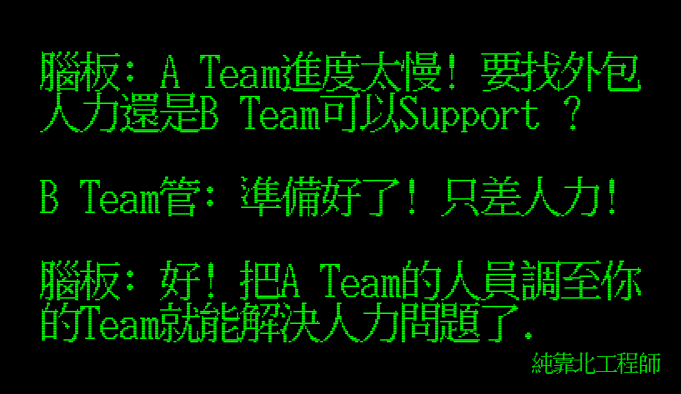 腦板: A Team進度太慢! 要找外包
人力還是B Team可以Support ?
B Team管: 準備好了! 只差人力!
腦板: 好! 把A Team的人員調至你
的Team就能解決人力問題了.
純靠北工程師